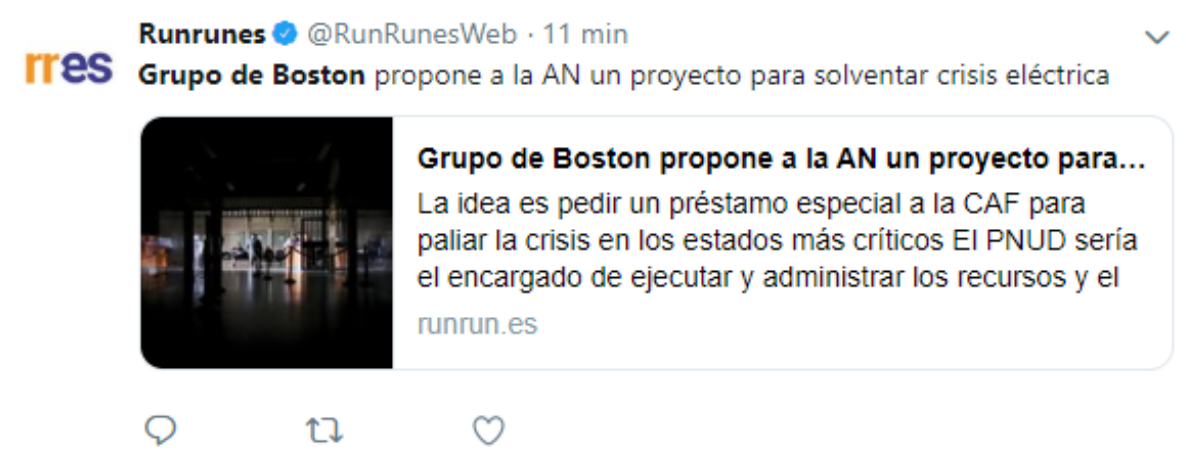 Runrunes @RunRunesWeb · 11 min
rres
Grupo de Boston propone a la AN un proyecto para solventar crisis eléctrica
Grupo de Boston propone a la AN un proyecto para...
La idea es pedir un préstamo especial a la CAF para
paliar la crisis en los estados más críticos El PNUD sería
el encargado de ejecutar y administrar los recursos y el
runrun.es